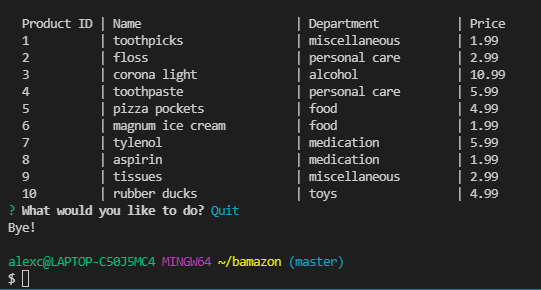 Product ID | Name | Department | Price
1 | toothpicks | miscellaneous | 1.99
2 | floss | personal care | 2.99
3 | corona light | alcohol | 10.99
4 | toothpaste | personal care | 5.99
5 | pizza pockets | food | 4.99
6 | magnum ice cream | food | 1.99
7 | tylenol | medication | 5.99
8 | aspirin | medication | 1.99
9 | tissues | miscellaneous | 2.99
10 | rubber ducks | toys | 4.99
? What would you like to do? Quit
Bye!
alexc@LAPTOP-C50J5MC4 MINGW64 ~/bamazon (master)
$